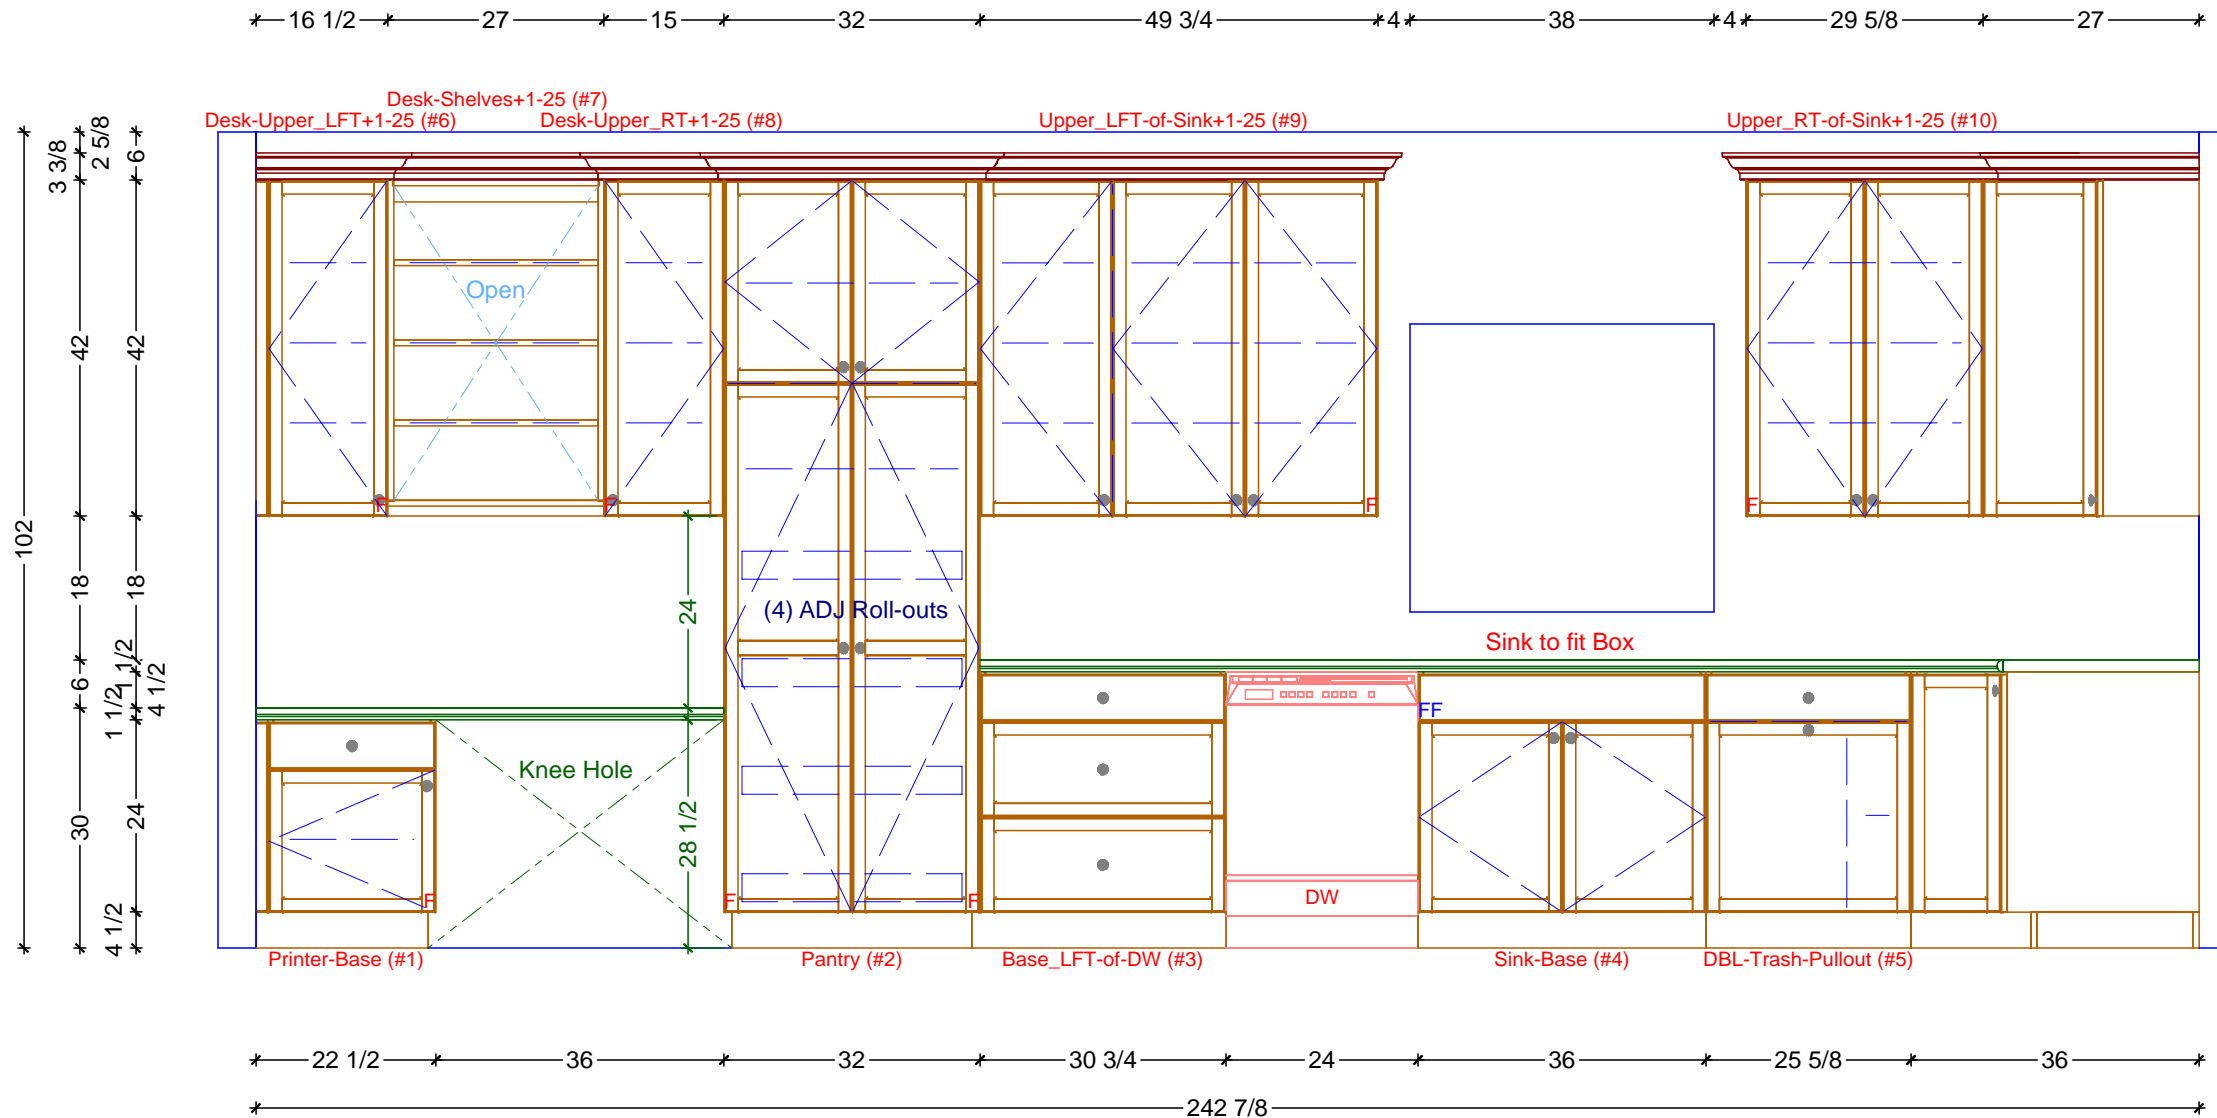 16 1/2 27 15 32 49 3/4 4 38 4 29 5/8 27
Desk-Shelves+1-25 (#7)
Desk-Upper_LFT+1-25 (#6) Desk-Upper_RT+1-25 (#8) Upper_LFT-of-Sink+1-25 (#9) Upper_RT-of-Sink+1-25 (#10)
102
3 3/8
42
18
6
30
2 5/8
6
42
18
1 1/2
4 1/2
1 1/2
24
4 1/2
Open
F F F F
24
(4) ADJ Roll-outs
Sink to fit Box
FF
Knee Hole
28 1/2
F F F
DW
Printer-Base (#1) Pantry (#2) Base_LFT-of-DW (#3) Sink-Base (#4) DBL-Trash-Pullout (#5)
22 1/2 36 32 30 3/4 24 36 25 5/8 36
242 7/8